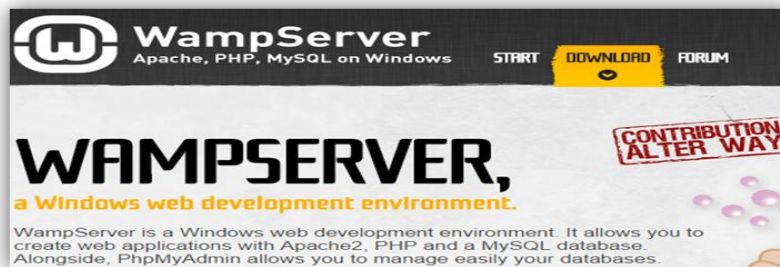 WampServer
Apache, PHP, MySQL on Windows
START DOWNLOAD FORUM
CONTRIBUTION
ALTER WAY
WAMPSERVER,
a Windows web development environment.
WampServer is a Windows web development environment. It allows you to
create web applications with Apache2, PHP and a MySQL database.
Alongside, PhpMyAdmin allows you to manage easily your databases.